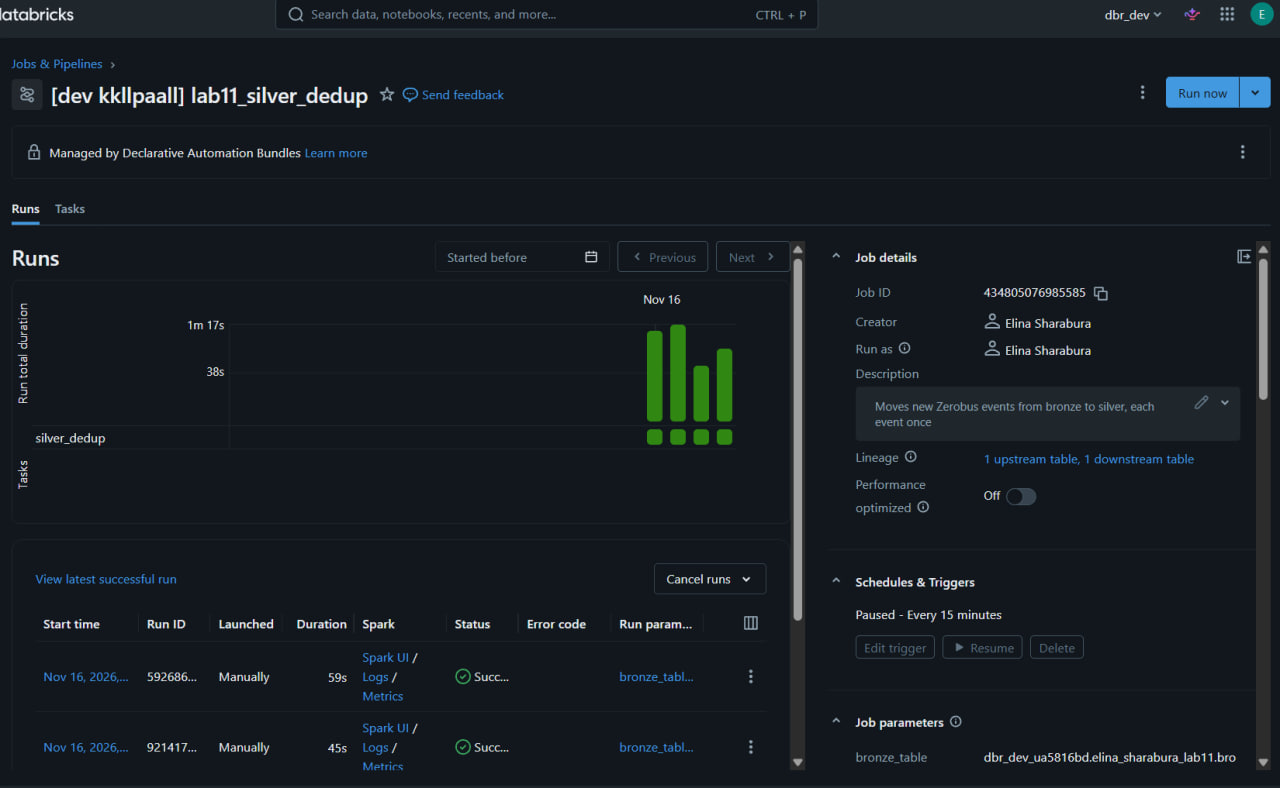 databricks
Search data, notebooks, recents, and more...
CTRL + P
dbr_dev
E
Jobs & Pipelines
[dev kkllpaall] lab11_silver_dedup
Send feedback
Run now
Managed by Declarative Automation Bundles Learn more
Runs
Tasks
Runs
Started before
Previous
Next
Nov 16
Run total duration
1m 17s
38s
silver_dedup
Tasks
View latest successful run
Cancel runs
Start time Run ID Launched Duration Spark Status Error code Run param...
Spark UI /
Nov 16, 2026,... 592686... Manually 59s Logs / Succ... bronze_tabl...
Metrics
Spark UI /
Nov 16, 2026,... 921417... Manually 45s Logs / Succ... bronze_tabl...
Metrics
Job details
Job ID 434805076985585
Creator Elina Sharabura
Run as Elina Sharabura
Description
Moves new Zerobus events from bronze to silver, each
event once
Lineage 1 upstream table, 1 downstream table
Performance
optimized
Off
Schedules & Triggers
Paused - Every 15 minutes
Edit trigger
Resume
Delete
Job parameters
bronze_table dbr_dev_ua5816bd.elina_sharabura_lab11.bro